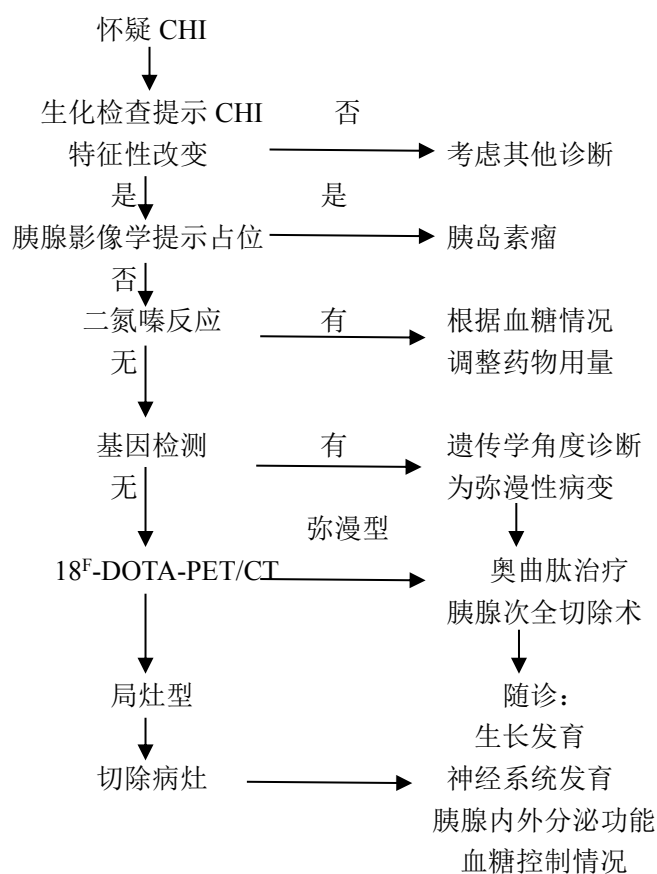 怀疑 CHI
生化检查提示 CHI
特征性改变
否
考虑其他诊断
是
胰腺影像学提示占位
是
胰岛素瘤
否
二氮嗪反应
有
根据血糖情况
调整药物用量
无
基因检测
有
遗传学角度诊断
为弥漫性病变
无
弥漫型
18F-DOTA-PET/CT
奥曲肽治疗
胰腺次全切除术
局灶型
切除病灶
随诊：
生长发育
神经系统发育
胰腺内外分泌功能
血糖控制情况